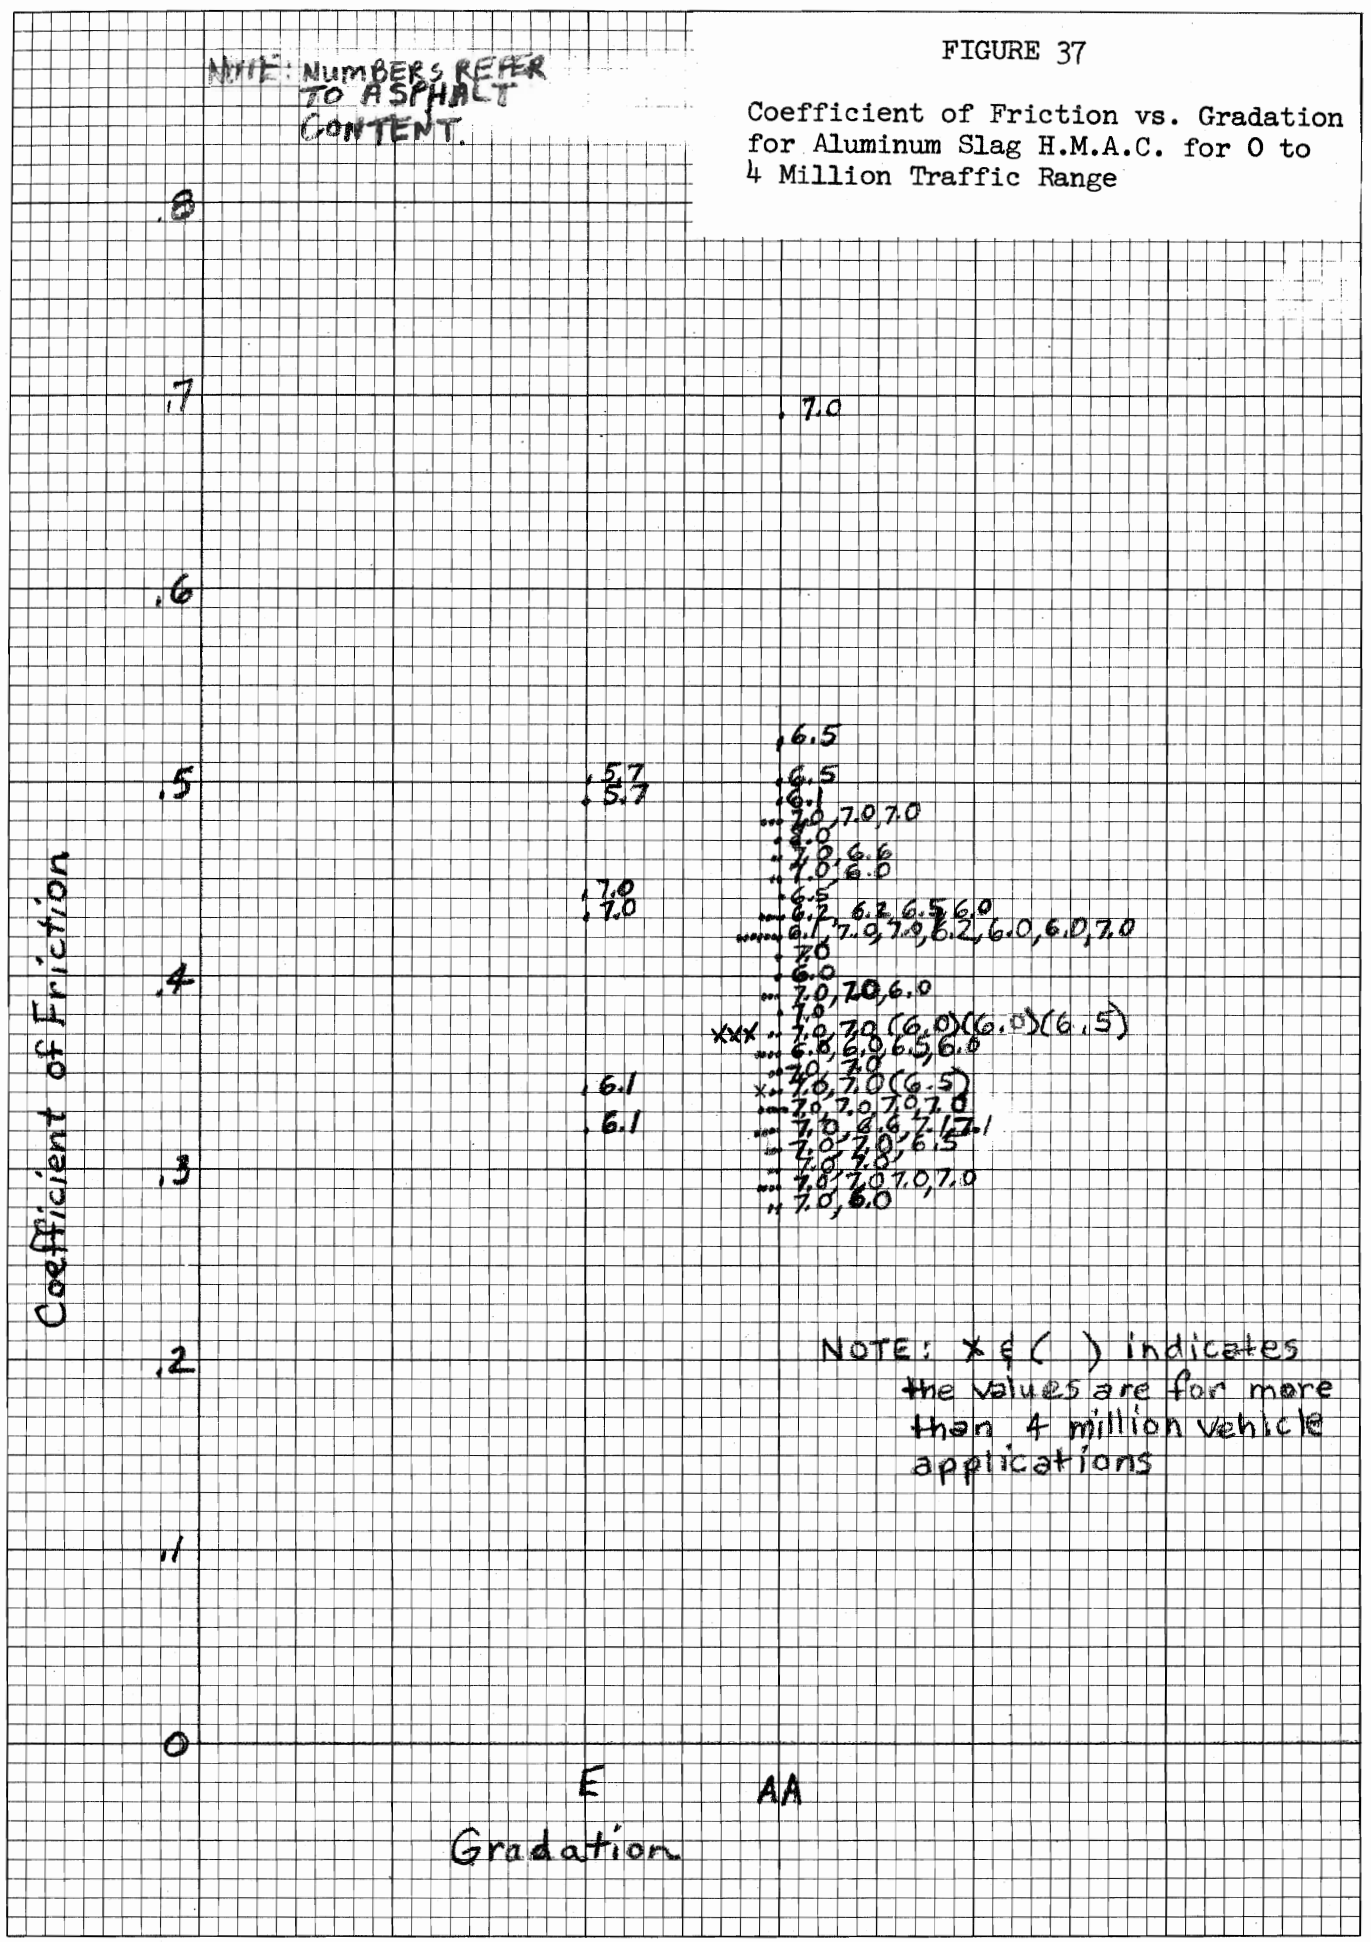 FIGURE 37
Coefficient of Friction vs. Gradation
for Aluminum Slag H.M.A.C. for 0 to
4 Million Traffic Range
NOTE: NUMBERS REFER
TO ASPHALT
CONTENT.
.8
.7
7.0
.6
6.5
.5
5.7
6.5
5.7
6.1
7.0, 7.0, 7.0
7.0, 6.6
7.0, 6.0
7.0
6.5
7.0
6.2, 6.2, 6.5, 6.0
6.1, 7.0, 7.0, 6.2, 6.0, 6.0, 7.0
7.0
.4
6.0
7.0, 7.0, 6.0
7.0
xxx 7.0, 7.0 (6.0)(6.0)(6.5)
6.0, 6.0, 6.5, 6.0
7.0, 7.0
6.1
x 7.0, 7.0 (6.5)
7.0, 7.0, 7.0, 7.0
6.1
7.0, 6.6, 7.1, 7.1
7.0, 7.0, 6.5
7.0, 7.0
.3
7.0, 7.0 7.0, 7.0
7.0, 6.0
Coefficient of Friction
.2
NOTE: X & ( ) indicates
the values are for more
than 4 million vehicle
applications
.1
0
E AA
Gradation